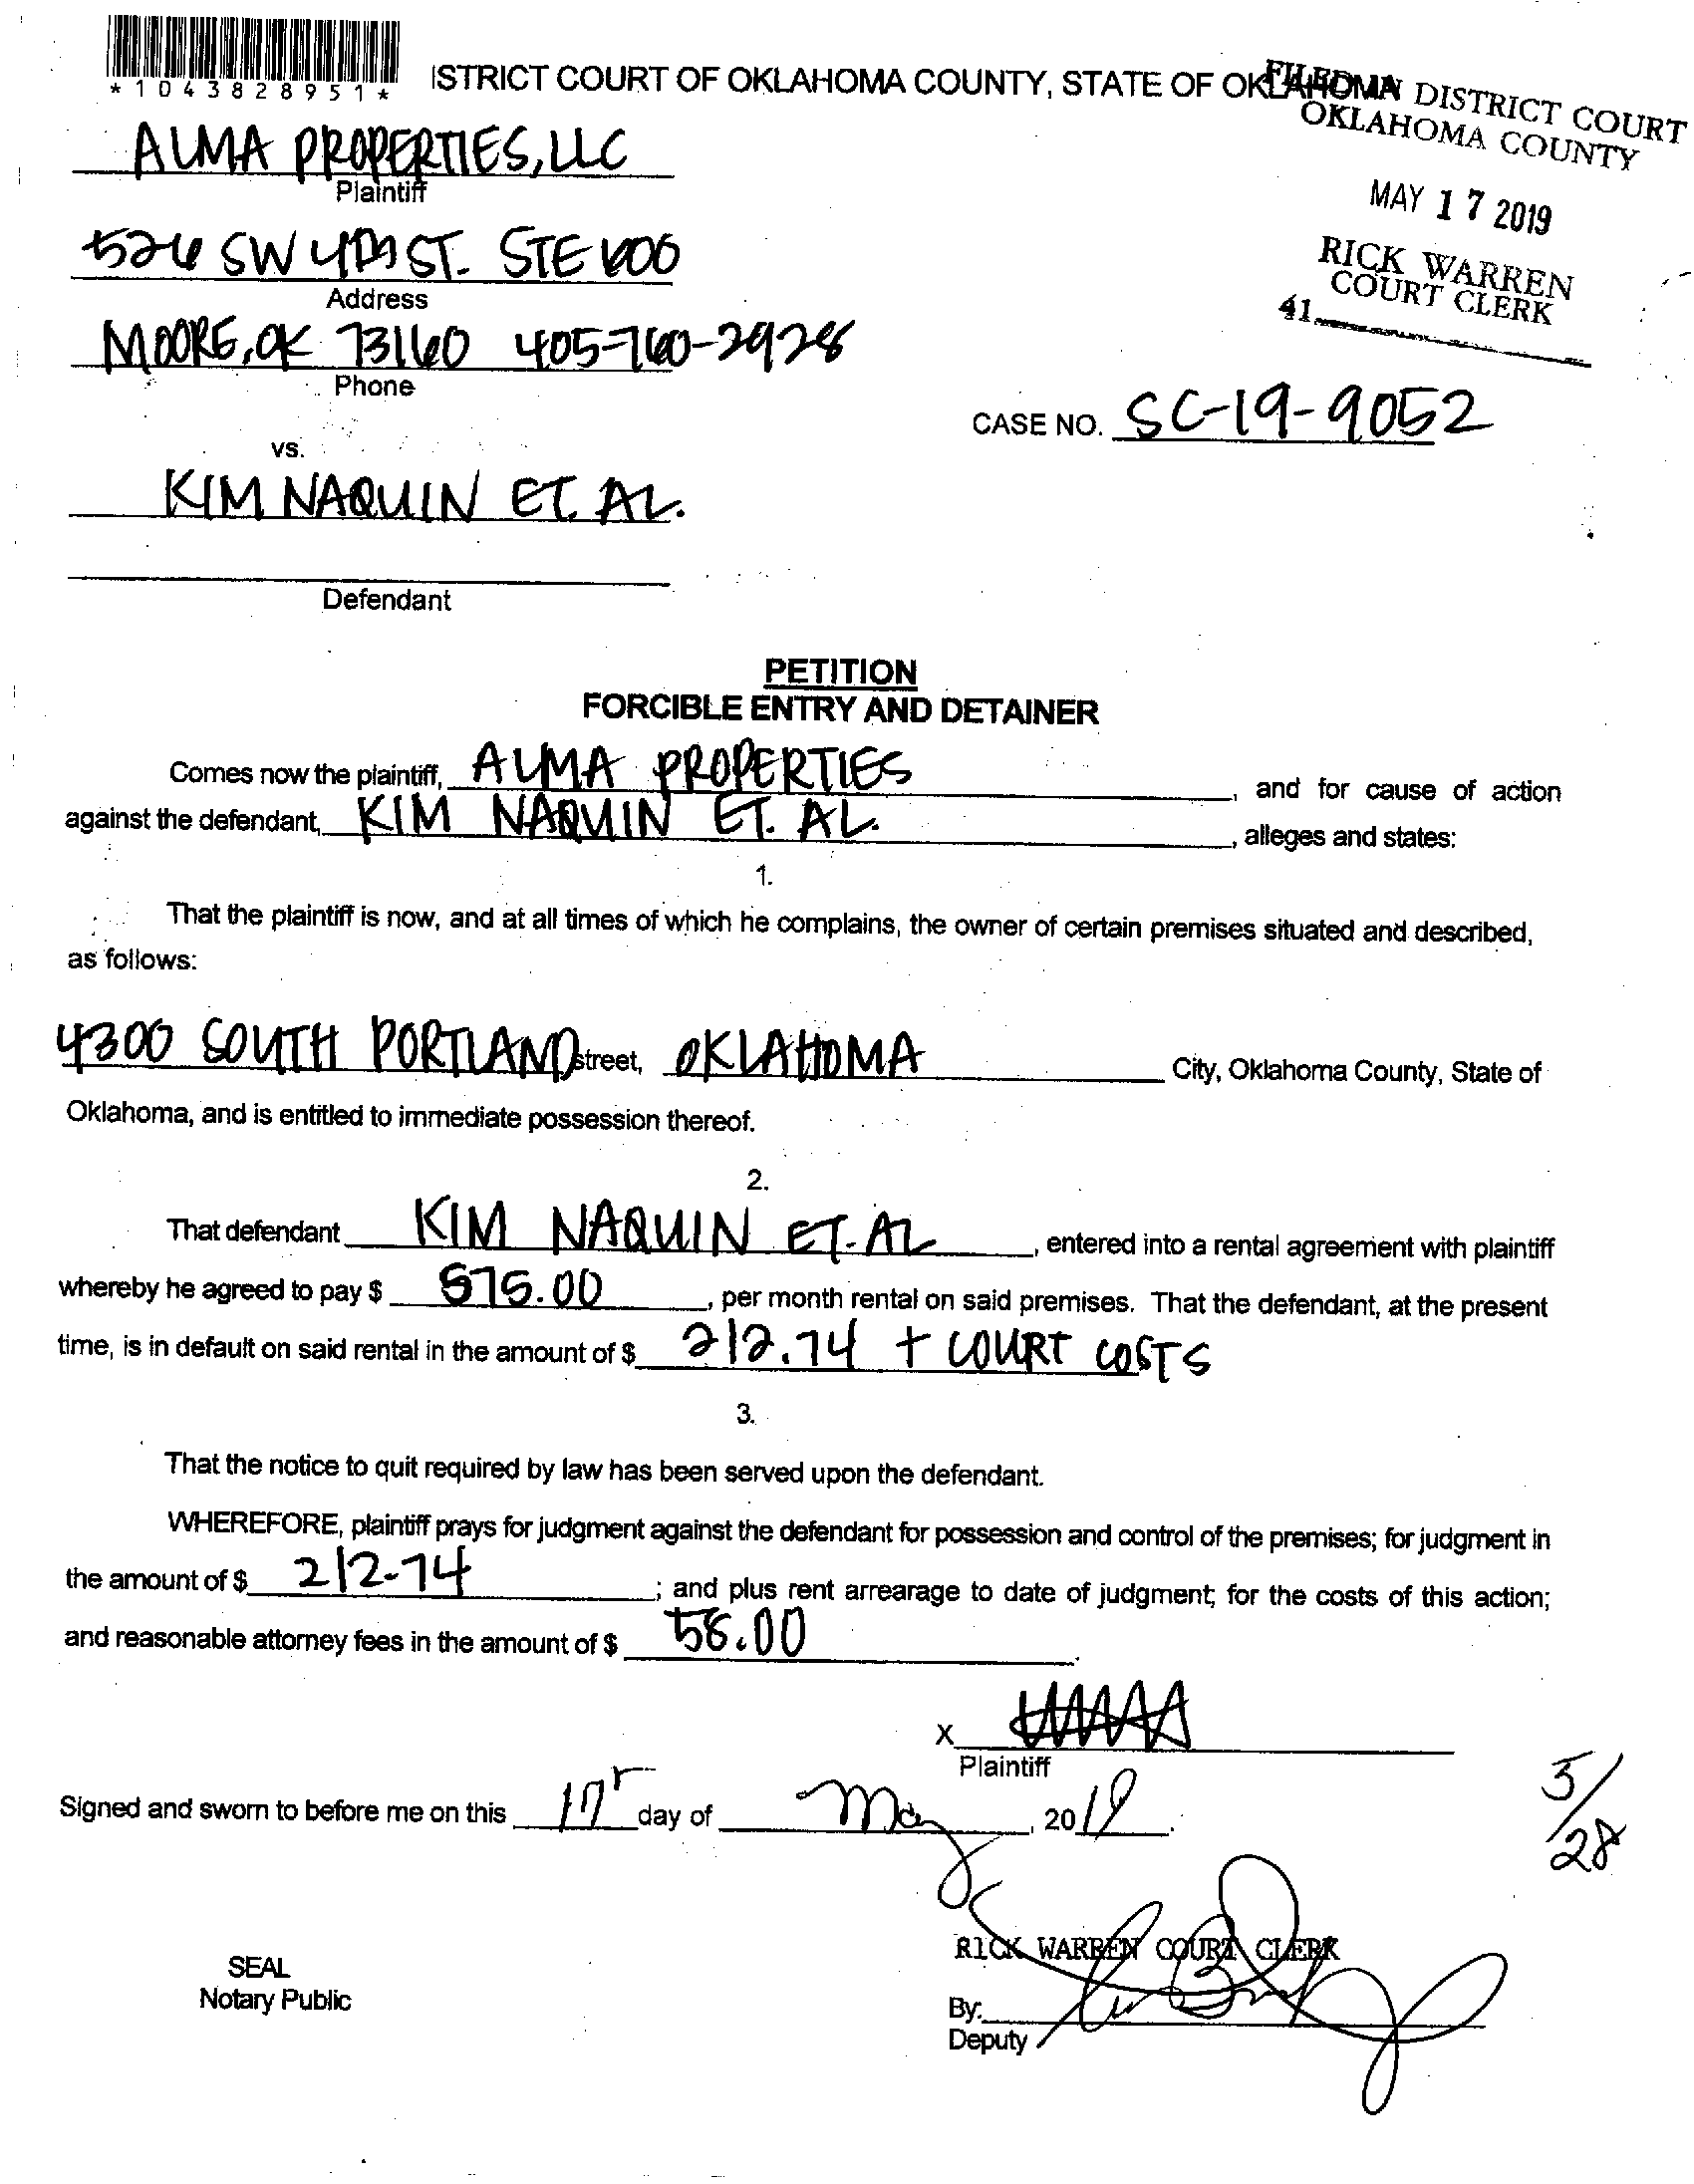 *1043828951*
ISTRICT COURT OF OKLAHOMA COUNTY, STATE OF OKLAHOMA
FILED IN DISTRICT COURT
OKLAHOMA COUNTY
MAY 17 2019
RICK WARREN
COURT CLERK
41
ALMA PROPERTIES, LLC
Plaintiff
526 SW 4TH ST. STE 600
Address
MOORE, OK 73160 405-760-2928
Phone
CASE NO. SC-19-9052
vs.
KIM NAQUIN ET. AL.
Defendant
PETITION
FORCIBLE ENTRY AND DETAINER
Comes now the plaintiff, ALMA PROPERTIES, and for cause of action
against the defendant, KIM NAQUIN ET. AL., alleges and states:
1.
That the plaintiff is now, and at all times of which he complains, the owner of certain premises situated and described,
as follows:
4300 SOUTH PORTLAND street, OKLAHOMA City, Oklahoma County, State of
Oklahoma, and is entitled to immediate possession thereof.
2.
That defendant KIM NAQUIN ET. AL, entered into a rental agreement with plaintiff
whereby he agreed to pay $ 575.00, per month rental on said premises. That the defendant, at the present
time, is in default on said rental in the amount of $ 212.74 + COURT COSTS
3.
That the notice to quit required by law has been served upon the defendant.
WHEREFORE, plaintiff prays for judgment against the defendant for possession and control of the premises; for judgment in
the amount of $ 212.74; and plus rent arrearage to date of judgment; for the costs of this action;
and reasonable attorney fees in the amount of $ 58.00.
X
Plaintiff
Signed and sworn to before me on this 17 day of May, 2019.
5/28
RICK WARREN COURT CLERK
SEAL
Notary Public
By:
Deputy